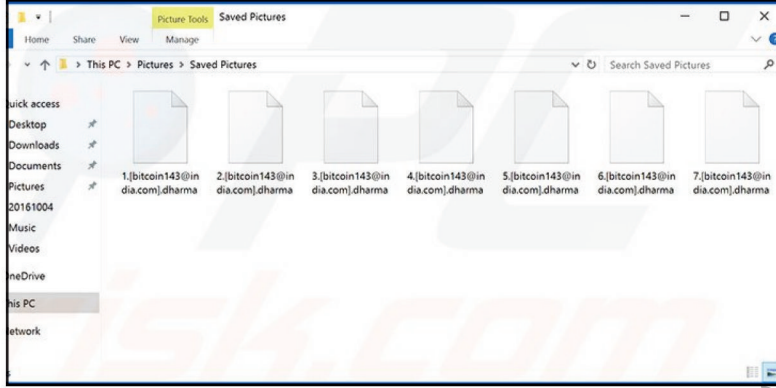 Picture Tools Saved Pictures
Home Share View Manage
> This PC > Pictures > Saved Pictures Search Saved Pictures
uick access
Desktop
Downloads
Documents
Pictures
20161004
Music
Videos
neDrive
his PC
etwork
1.[bitcoin143@in
dia.com].dharma
2.[bitcoin143@in
dia.com].dharma
3.[bitcoin143@in
dia.com].dharma
4.[bitcoin143@in
dia.com].dharma
5.[bitcoin143@in
dia.com].dharma
6.[bitcoin143@in
dia.com].dharma
7.[bitcoin143@in
dia.com].dharma
isk.com